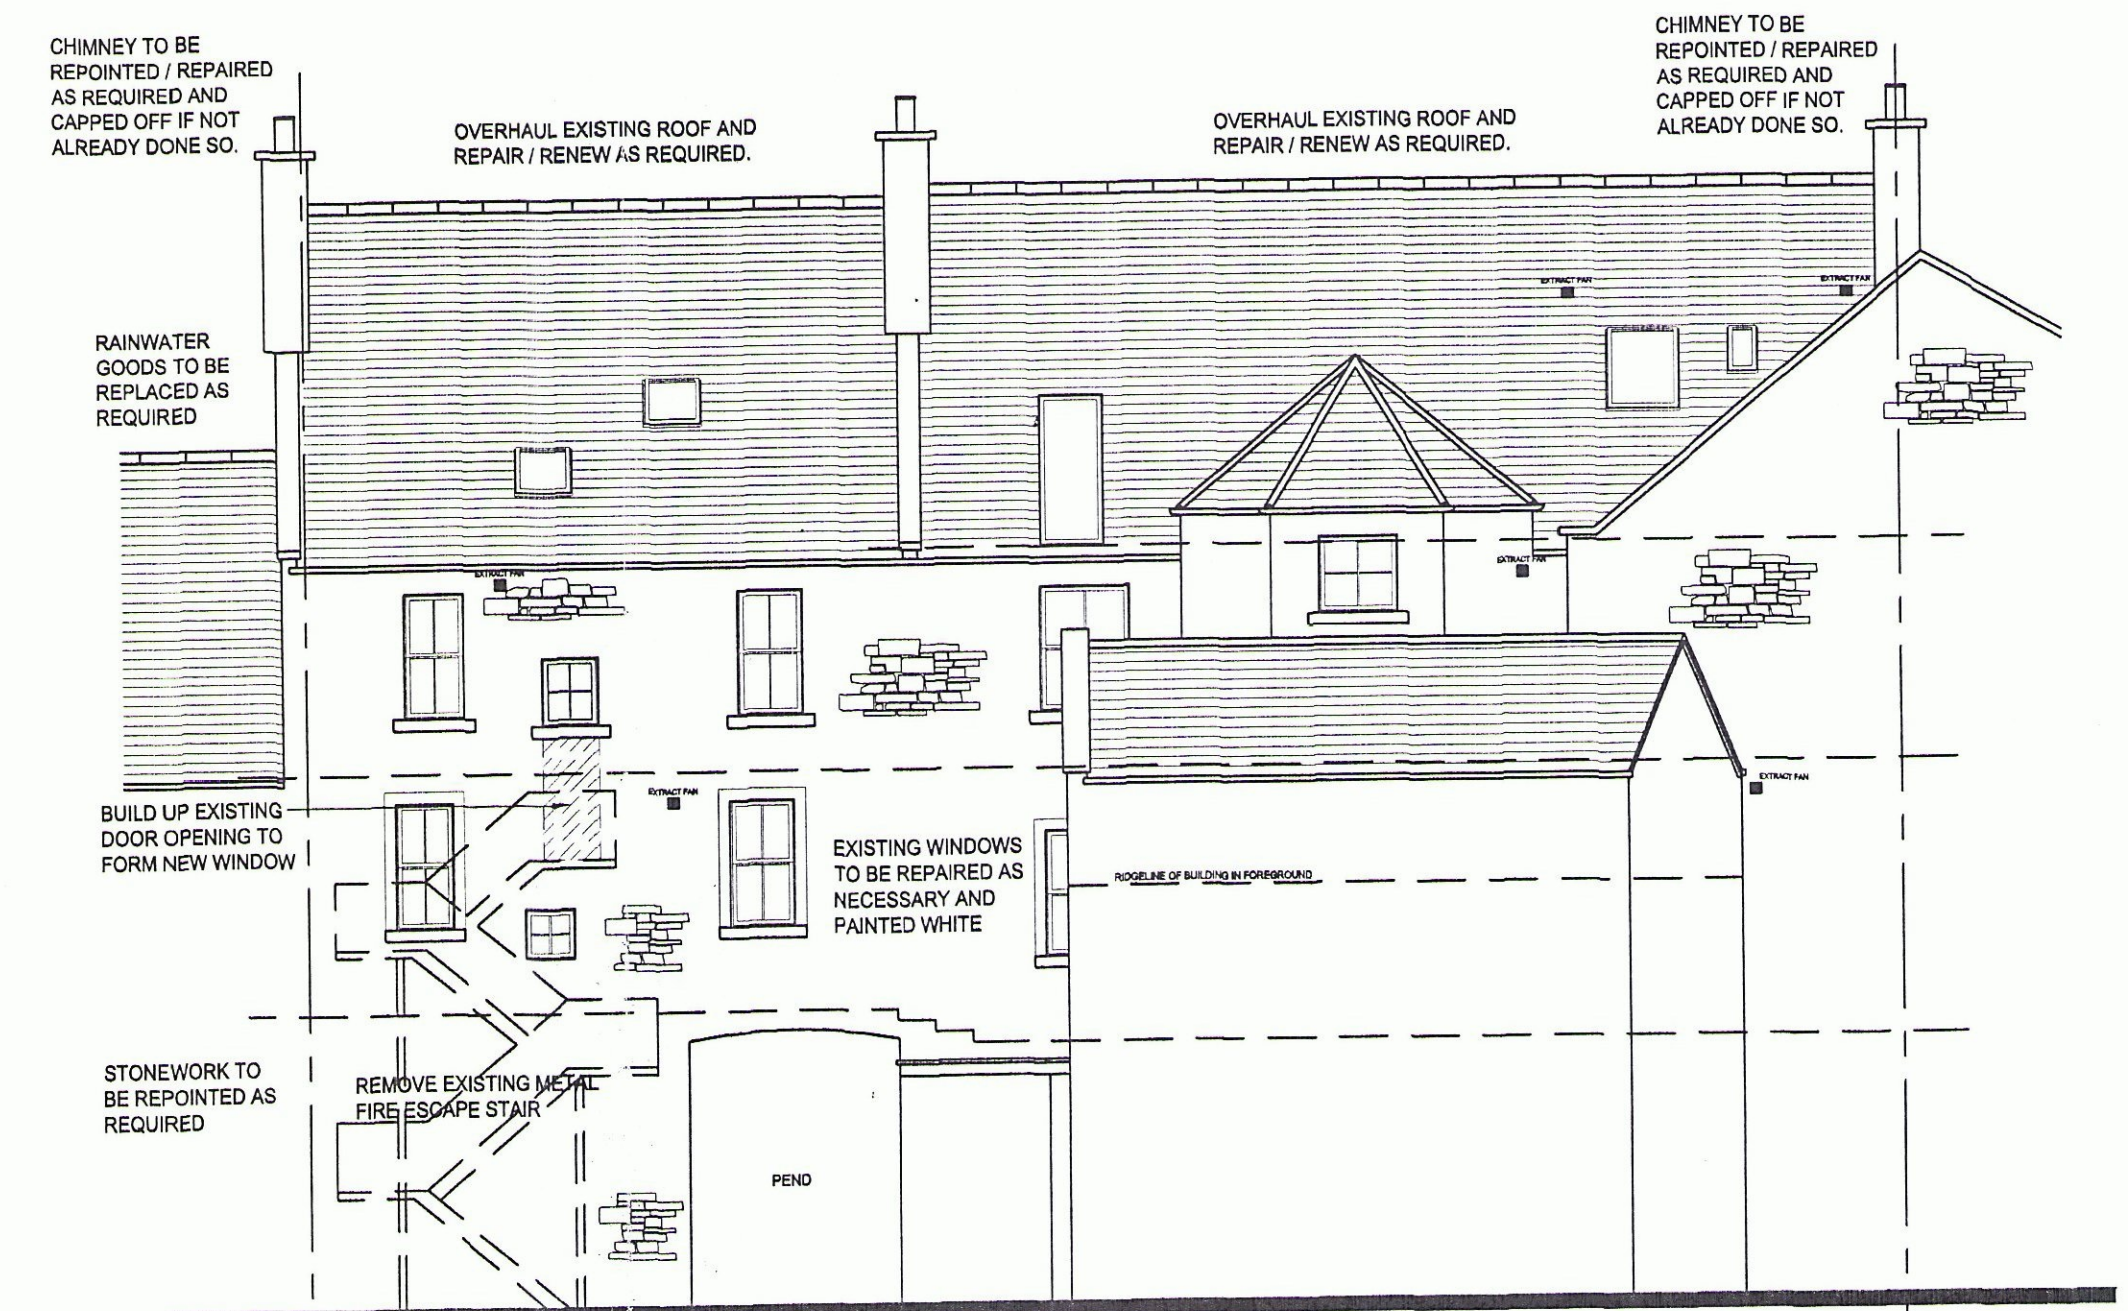 CHIMNEY TO BE
REPOINTED / REPAIRED
AS REQUIRED AND
CAPPED OFF IF NOT
ALREADY DONE SO.
OVERHAUL EXISTING ROOF AND
REPAIR / RENEW AS REQUIRED.
OVERHAUL EXISTING ROOF AND
REPAIR / RENEW AS REQUIRED.
CHIMNEY TO BE
REPOINTED / REPAIRED
AS REQUIRED AND
CAPPED OFF IF NOT
ALREADY DONE SO.
EXTRACT FAN
EXTRACT FAN
RAINWATER
GOODS TO BE
REPLACED AS
REQUIRED
EXTRACT FAN
EXTRACT FAN
EXTRACT FAN
EXTRACT FAN
BUILD UP EXISTING
DOOR OPENING TO
FORM NEW WINDOW
EXISTING WINDOWS
TO BE REPAIRED AS
NECESSARY AND
PAINTED WHITE
RIDGELINE OF BUILDING IN FOREGROUND
STONEWORK TO
BE REPOINTED AS
REQUIRED
REMOVE EXISTING METAL
FIRE ESCAPE STAIR
PEND